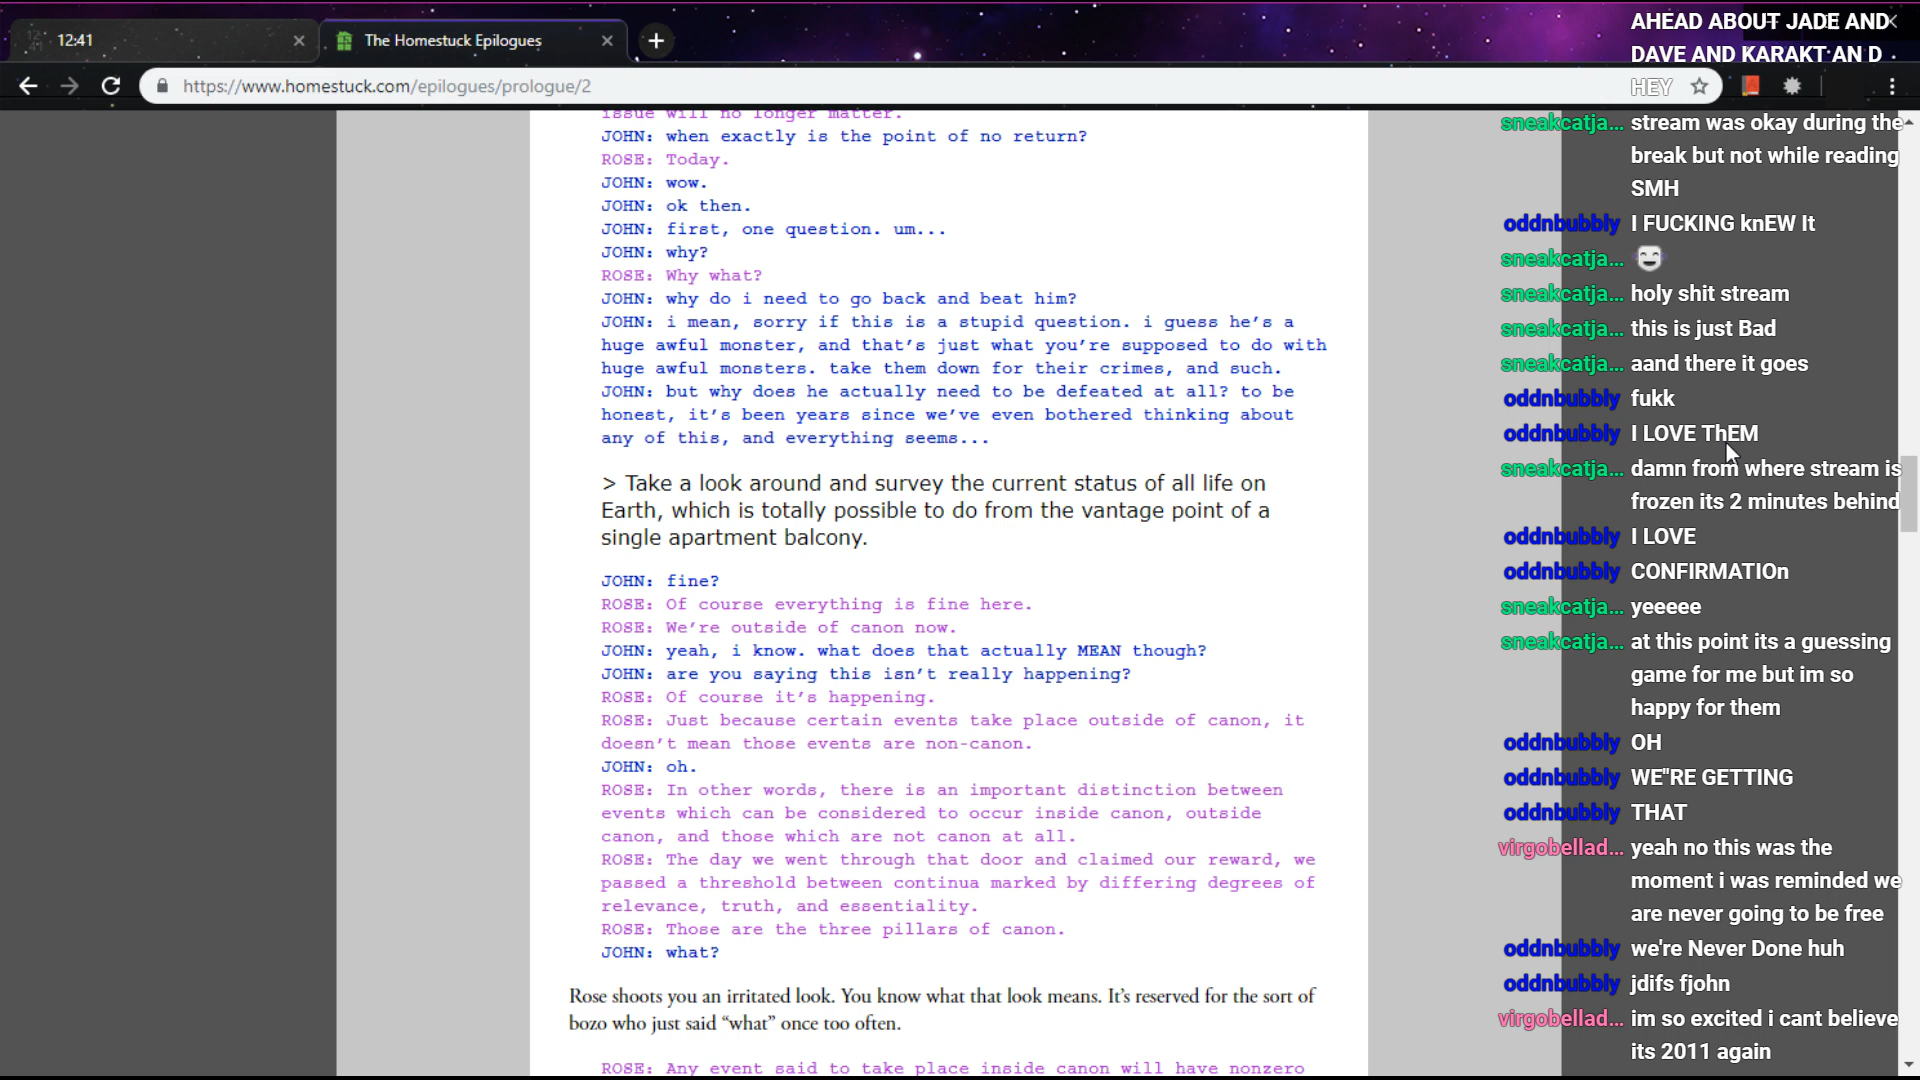 12:41
The Homestuck Epilogues
https://www.homestuck.com/epilogues/prologue/2
issue will no longer matter.
JOHN: when exactly is the point of no return?
ROSE: Today.
JOHN: wow.
JOHN: ok then.
JOHN: first, one question. um...
JOHN: why?
ROSE: Why what?
JOHN: why do i need to go back and beat him?
JOHN: i mean, sorry if this is a stupid question. i guess he’s a
huge awful monster, and that’s just what you’re supposed to do with
huge awful monsters. take them down for their crimes, and such.
JOHN: but why does he actually need to be defeated at all? to be
honest, it’s been years since we’ve even bothered thinking about
any of this, and everything seems...
> Take a look around and survey the current status of all life on
Earth, which is totally possible to do from the vantage point of a
single apartment balcony.
JOHN: fine?
ROSE: Of course everything is fine here.
ROSE: We’re outside of canon now.
JOHN: yeah, i know. what does that actually MEAN though?
JOHN: are you saying this isn’t really happening?
ROSE: Of course it’s happening.
ROSE: Just because certain events take place outside of canon, it
doesn’t mean those events are non-canon.
JOHN: oh.
ROSE: In other words, there is an important distinction between
events which can be considered to occur inside canon, outside
canon, and those which are not canon at all.
ROSE: The day we went through that door and claimed our reward, we
passed a threshold between continua marked by differing degrees of
relevance, truth, and essentiality.
ROSE: Those are the three pillars of canon.
JOHN: what?
Rose shoots you an irritated look. You know what that look means. It’s reserved for the sort of
bozo who just said “what” once too often.
ROSE: Any event said to take place inside canon will have nonzero
AHEAD ABOUT JADE AND
DAVE AND KARAKT AN D
HEY
sneakcatja... stream was okay during the
break but not while reading
SMH
oddnbubbly I FUCKING knEW It
sneakcatja...
sneakcatja... holy shit stream
sneakcatja... this is just Bad
sneakcatja... aand there it goes
oddnbubbly fukk
oddnbubbly I LOVE ThEM
sneakcatja... damn from where stream is
frozen its 2 minutes behind
oddnbubbly I LOVE
oddnbubbly CONFIRMATIOn
sneakcatja... yeeeee
sneakcatja... at this point its a guessing
game for me but im so
happy for them
oddnbubbly OH
oddnbubbly WE"RE GETTING
oddnbubbly THAT
virgobellad... yeah no this was the
moment i was reminded we
are never going to be free
oddnbubbly we're Never Done huh
oddnbubbly jdifs fjohn
virgobellad... im so excited i cant believe
its 2011 again